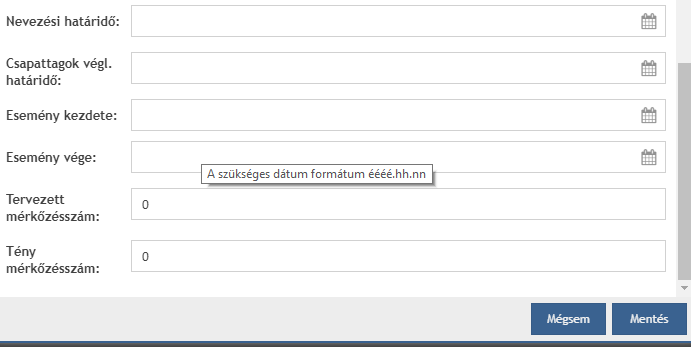 Nevezési határidő:
Csapattagok végl.
határidő:
Esemény kezdete:
Esemény vége:
A szükséges dátum formátum éééé.hh.nn
Tervezett
mérkőzésszám:
0
Tény
mérkőzésszám:
0
Mégsem
Mentés